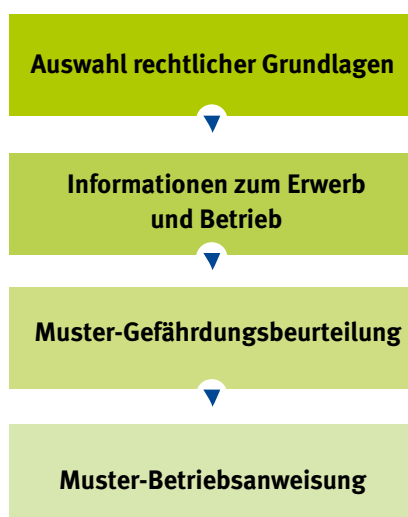 Auswahl rechtlicher Grundlagen
Informationen zum Erwerb
und Betrieb
Muster-Gefährdungsbeurteilung
Muster-Betriebsanweisung